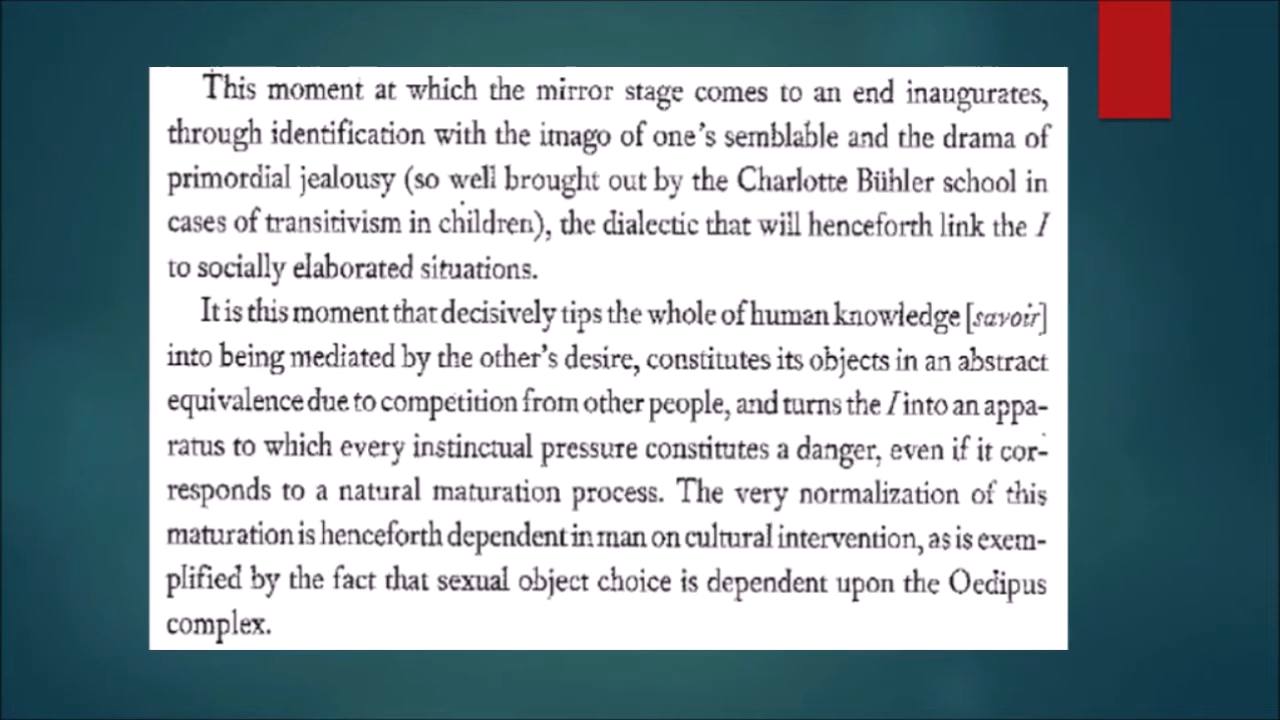 This moment at which the mirror stage comes to an end inaugurates,
through identification with the imago of one's semblable and the drama of
primordial jealousy (so well brought out by the Charlotte Bühler school in
cases of transitivism in children), the dialectic that will henceforth link the I
to socially elaborated situations.
It is this moment that decisively tips the whole of human knowledge [savoir]
into being mediated by the other's desire, constitutes its objects in an abstract
equivalence due to competition from other people, and turns the I into an appa-
ratus to which every instinctual pressure constitutes a danger, even if it cor-
responds to a natural maturation process. The very normalization of this
maturation is henceforth dependent in man on cultural intervention, as is exem-
plified by the fact that sexual object choice is dependent upon the Oedipus
complex.